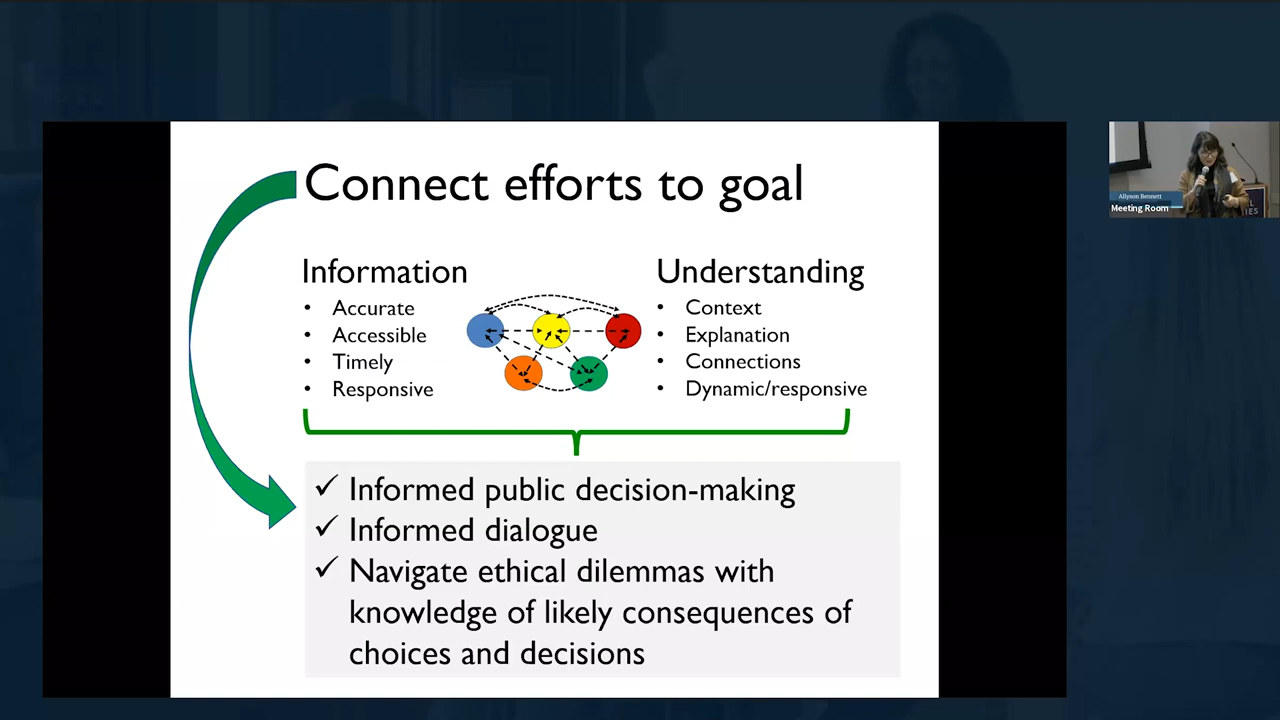 Connect efforts to goal
Information
• Accurate
• Accessible
• Timely
• Responsive
Understanding
• Context
• Explanation
• Connections
• Dynamic/responsive
✓ Informed public decision-making
✓ Informed dialogue
✓ Navigate ethical dilemmas with
knowledge of likely consequences of
choices and decisions
Allyson Bennett
Meeting Room